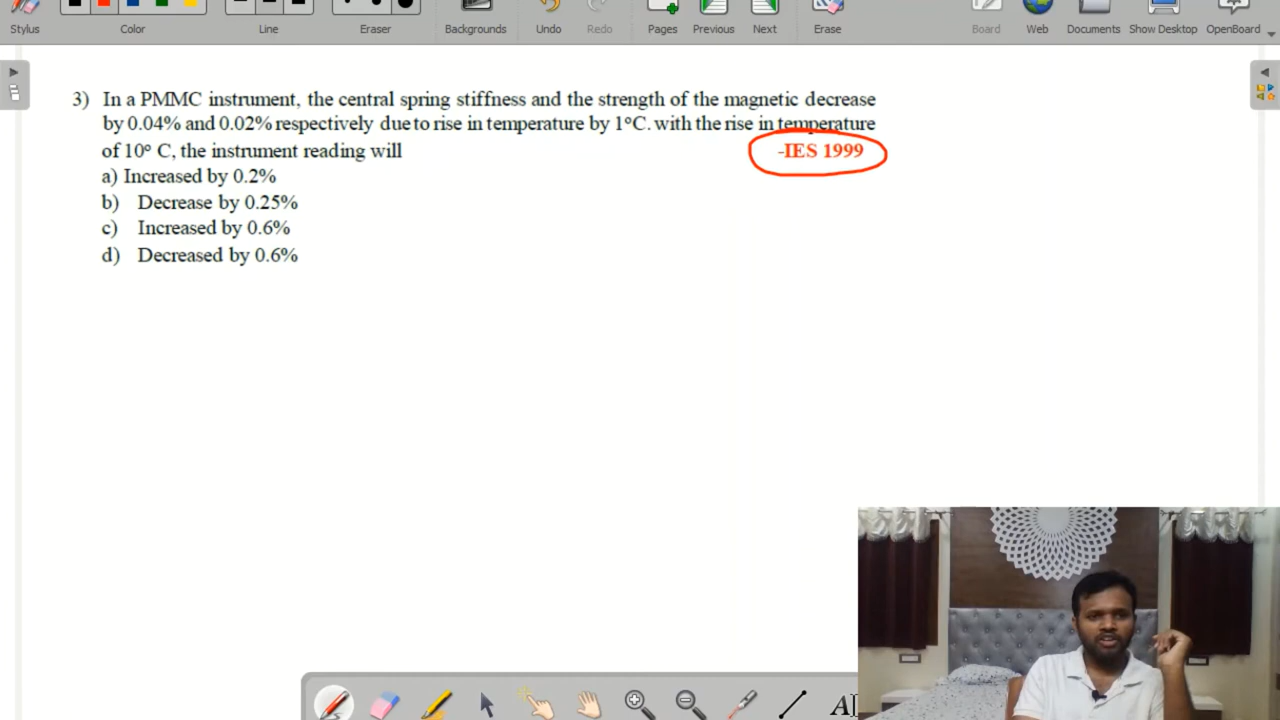 Stylus Color Line Eraser Backgrounds Undo Redo Pages Previous Next Erase Board Web Documents Show Desktop OpenBoard
3) In a PMMC instrument, the central spring stiffness and the strength of the magnetic decrease
by 0.04% and 0.02% respectively due to rise in temperature by 1°C. with the rise in temperature
of 10° C, the instrument reading will -IES 1999
a) Increased by 0.2%
b) Decrease by 0.25%
c) Increased by 0.6%
d) Decreased by 0.6%
A